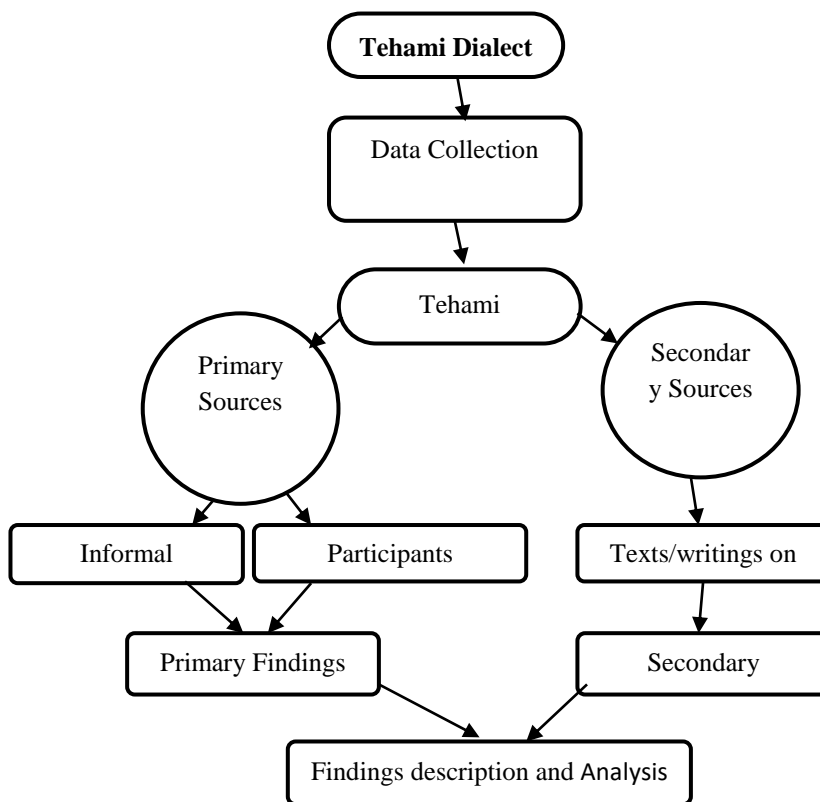 Tehami Dialect
Data Collection
Tehami
Primary
Sources
Secondar
y Sources
Informal
Participants
Texts/writings on
Primary Findings
Secondary
Findings description and Analysis